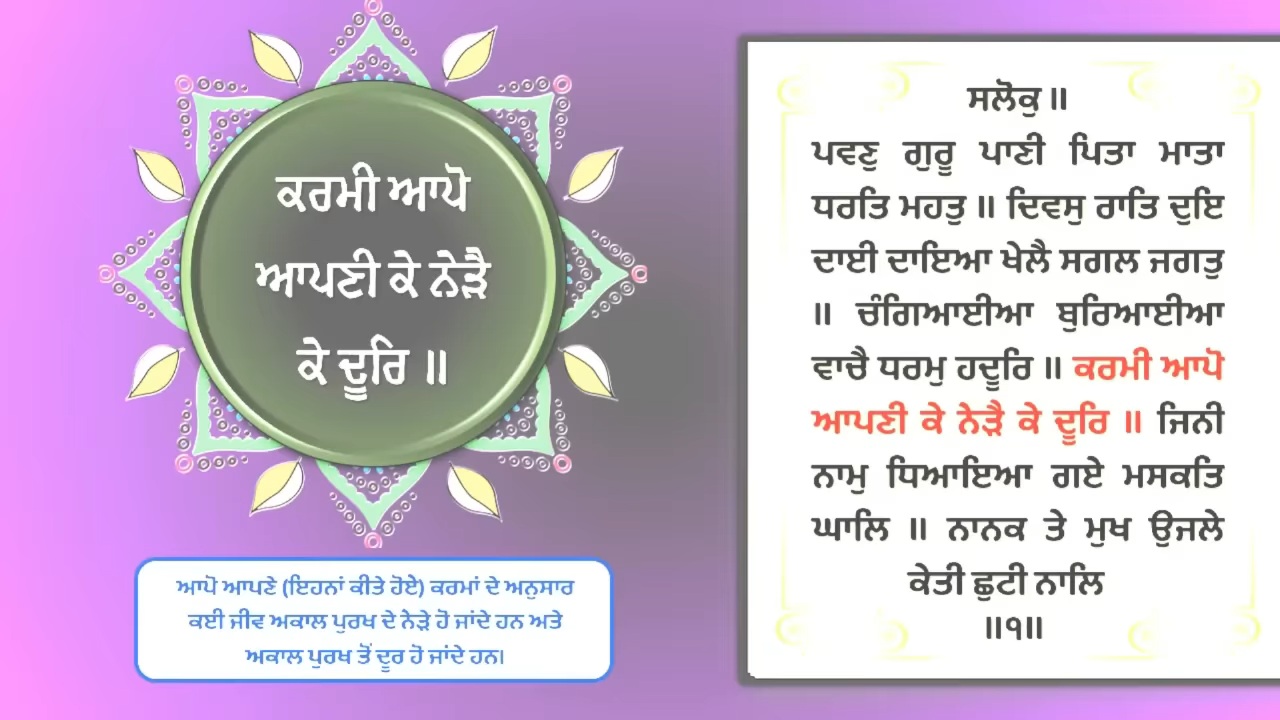 ਕਰਮੀ ਆਪੋ
ਆਪਣੀ ਕੇ ਨੇੜੈ
ਕੇ ਦੂਰਿ ॥
ਆਪੋ ਆਪਣੇ (ਇਹਨਾਂ ਕੀਤੇ ਹੋਏ) ਕਰਮਾਂ ਦੇ ਅਨੁਸਾਰ
ਕਈ ਜੀਵ ਅਕਾਲ ਪੁਰਖ ਦੇ ਨੇੜੇ ਹੋ ਜਾਂਦੇ ਹਨ ਅਤੇ
ਅਕਾਲ ਪੁਰਖ ਤੋਂ ਦੂਰ ਹੋ ਜਾਂਦੇ ਹਨ।
ਸਲੋਕੁ ॥
ਪਵਣੁ ਗੁਰੂ ਪਾਣੀ ਪਿਤਾ ਮਾਤਾ
ਧਰਤਿ ਮਹਤੁ ॥ ਦਿਵਸੁ ਰਾਤਿ ਦੁਇ
ਦਾਈ ਦਾਇਆ ਖੇਲੈ ਸਗਲ ਜਗਤੁ
॥ ਚੰਗਿਆਈਆ ਬੁਰਿਆਈਆ
ਵਾਚੈ ਧਰਮੁ ਹਦੂਰਿ ॥ ਕਰਮੀ ਆਪੋ
ਆਪਣੀ ਕੇ ਨੇੜੈ ਕੇ ਦੂਰਿ ॥ ਜਿਨੀ
ਨਾਮੁ ਧਿਆਇਆ ਗਏ ਮਸਕਤਿ
ਘਾਲਿ ॥ ਨਾਨਕ ਤੇ ਮੁਖ ਉਜਲੇ
ਕੇਤੀ ਛੁਟੀ ਨਾਲਿ
॥੧॥